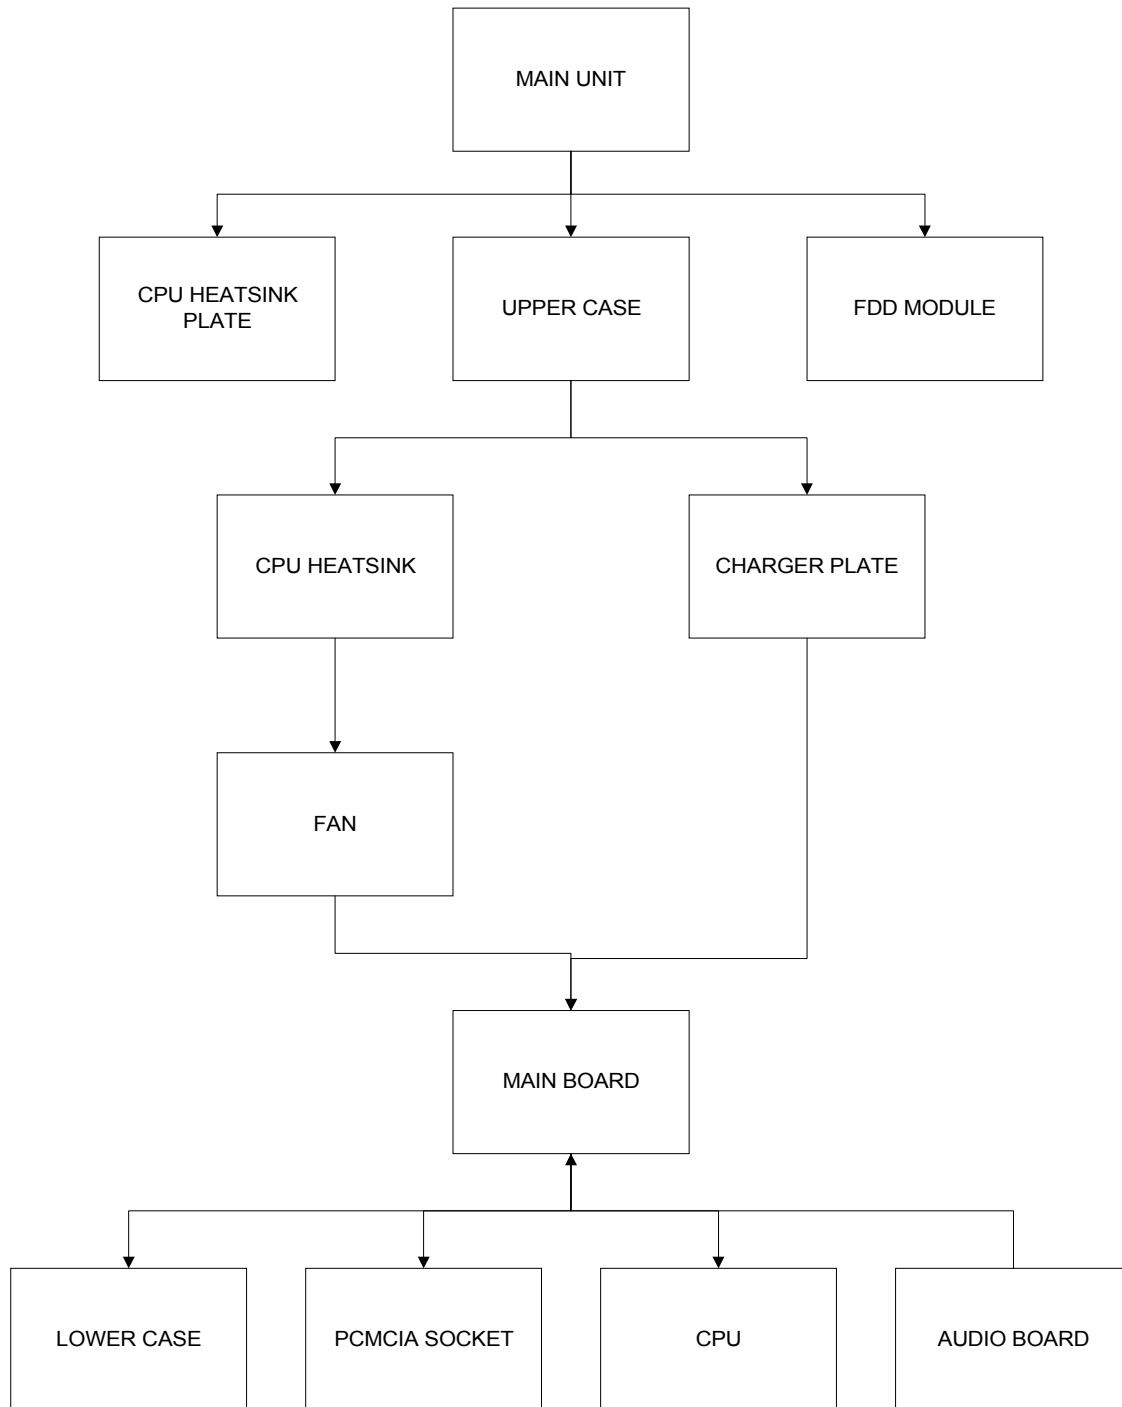 MAIN UNIT
CPU HEATSINK
PLATE
UPPER CASE
FDD MODULE
CPU HEATSINK
CHARGER PLATE
FAN
MAIN BOARD
LOWER CASE
PCMCIA SOCKET
CPU
AUDIO BOARD